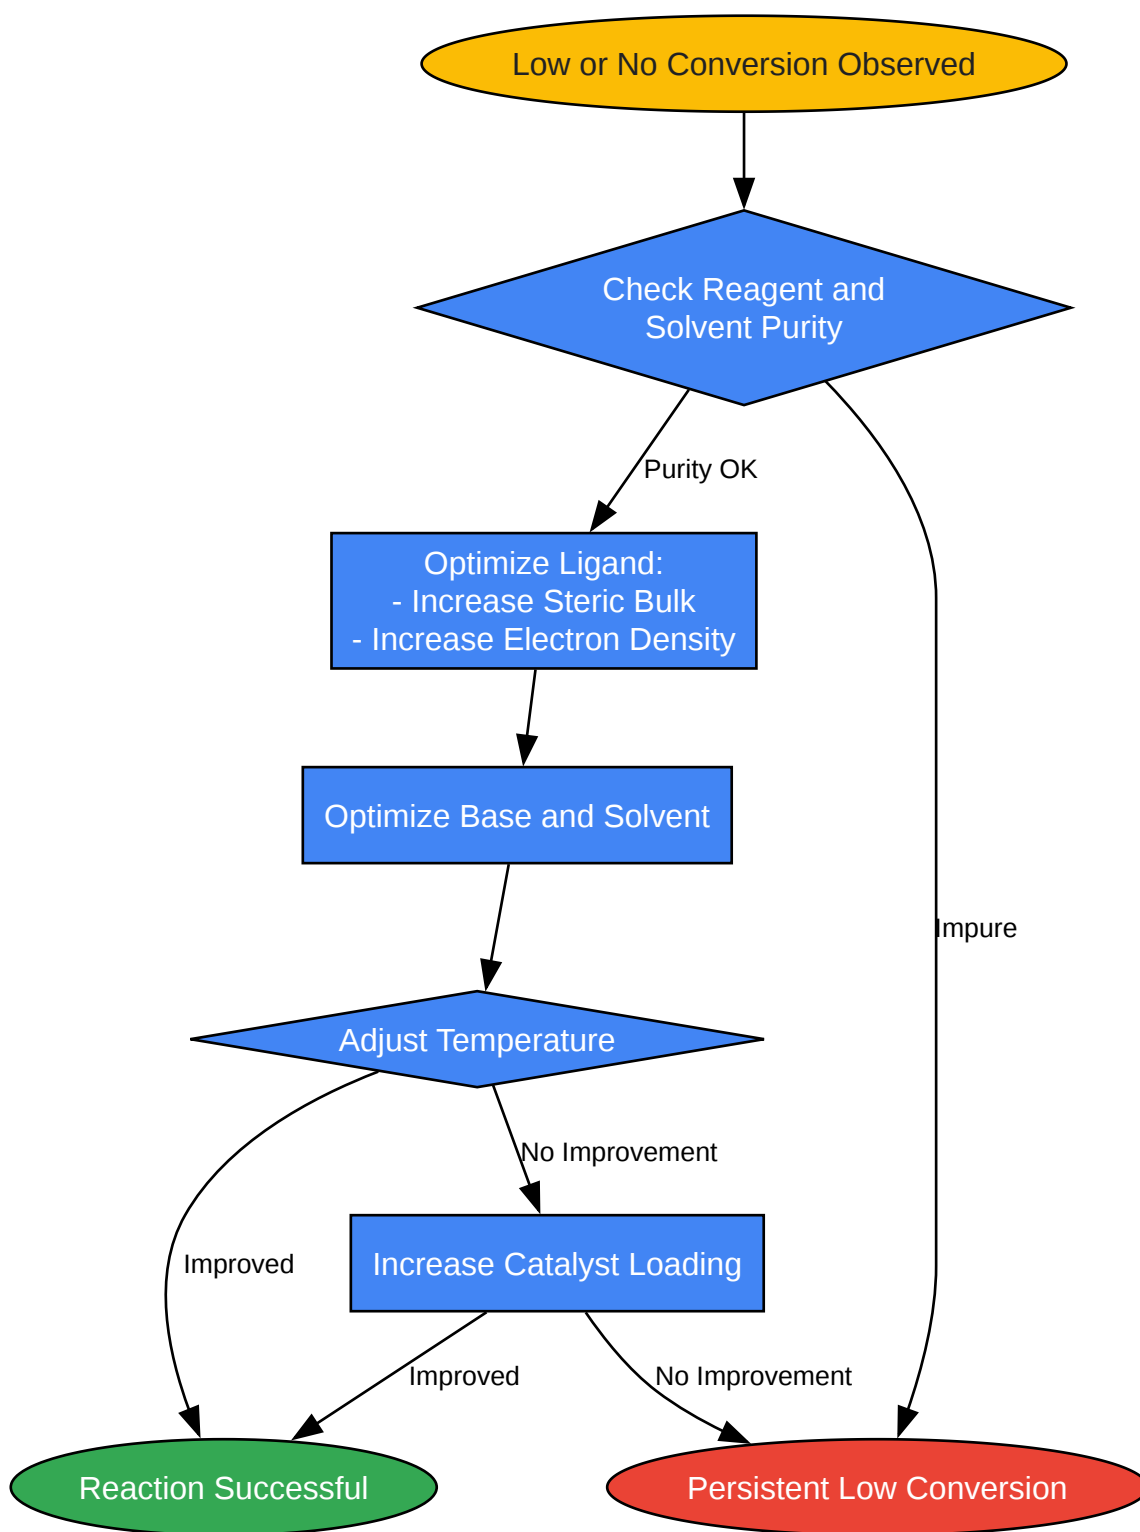 Low or No Conversion Observed
Check Reagent and
Solvent Purity
Purity OK
Optimize Ligand:
- Increase Steric Bulk
- Increase Electron Density
Optimize Base and Solvent
Impure
Adjust Temperature
No Improvement
Improved
Increase Catalyst Loading
Improved
No Improvement
Reaction Successful
Persistent Low Conversion